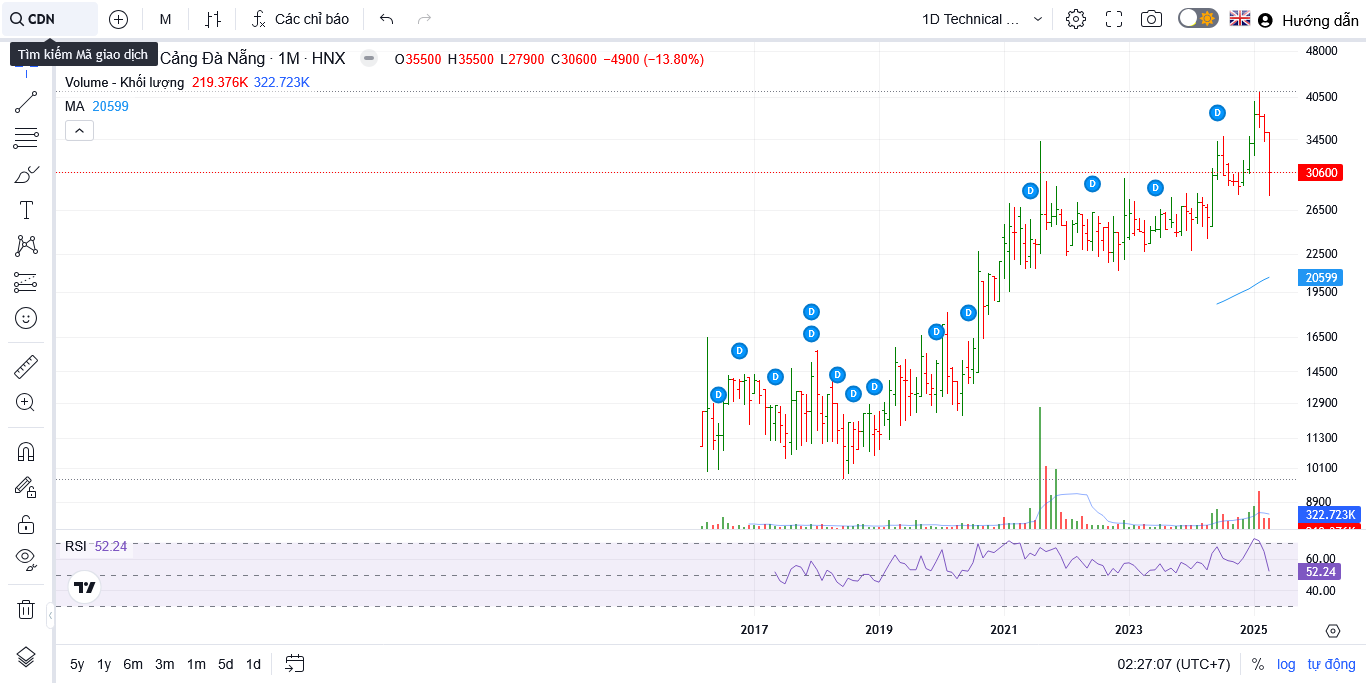 CDN
M
Các chỉ báo
1D Technical ...
Hướng dẫn
Tìm kiếm Mã giao dịch
Cảng Đà Nẵng · 1M · HNX
O35500 H35500 L27900 C30600 −4900 (−13.80%)
Volume - Khối lượng 219.376K 322.723K
MA 20599
48000
40500
34500
30600
26500
22500
20599
19500
16500
14500
12900
11300
10100
8900
322.723K
D
D
D
D
D
D
D
D
D
D
D
D
D
D
RSI 52.24
60.00
52.24
40.00
2017 2019 2021 2023 2025
5y 1y 6m 3m 1m 5d 1d
02:27:07 (UTC+7) % log tự động